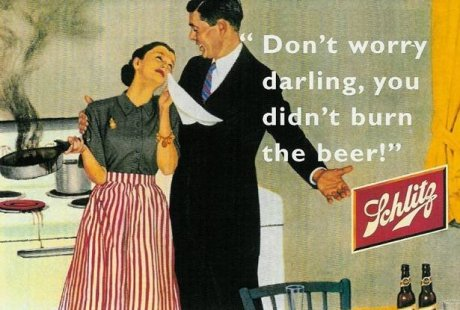 “Don’t worry
darling, you
didn’t burn
the beer!”
Schlitz